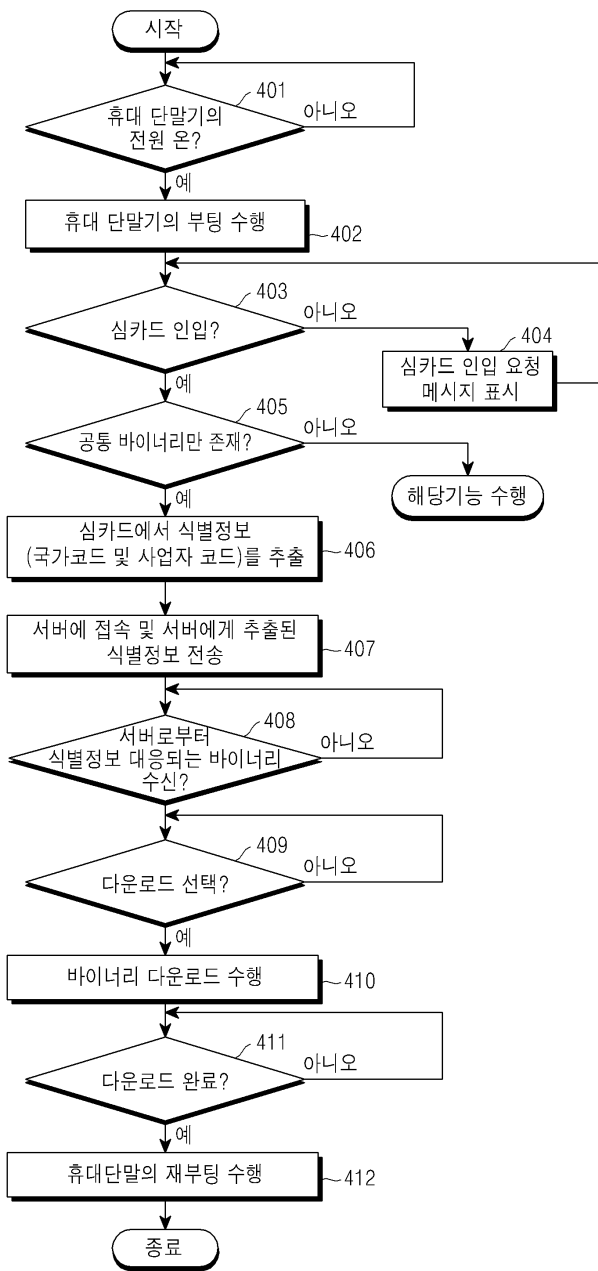 시작
401
휴대 단말기의
전원 온?
아니오
예
휴대 단말기의 부팅 수행
402
403
심카드 인입?
아니오
404
심카드 인입 요청
메시지 표시
예
405
공통 바이너리만 존재?
아니오
해당기능 수행
예
심카드에서 식별정보
(국가코드 및 사업자 코드)를 추출
406
서버에 접속 및 서버에게 추출된
식별정보 전송
407
408
서버로부터
식별정보 대응되는 바이너리
수신?
아니오
409
다운로드 선택?
아니오
예
바이너리 다운로드 수행
410
411
다운로드 완료?
아니오
예
휴대단말의 재부팅 수행
412
종료